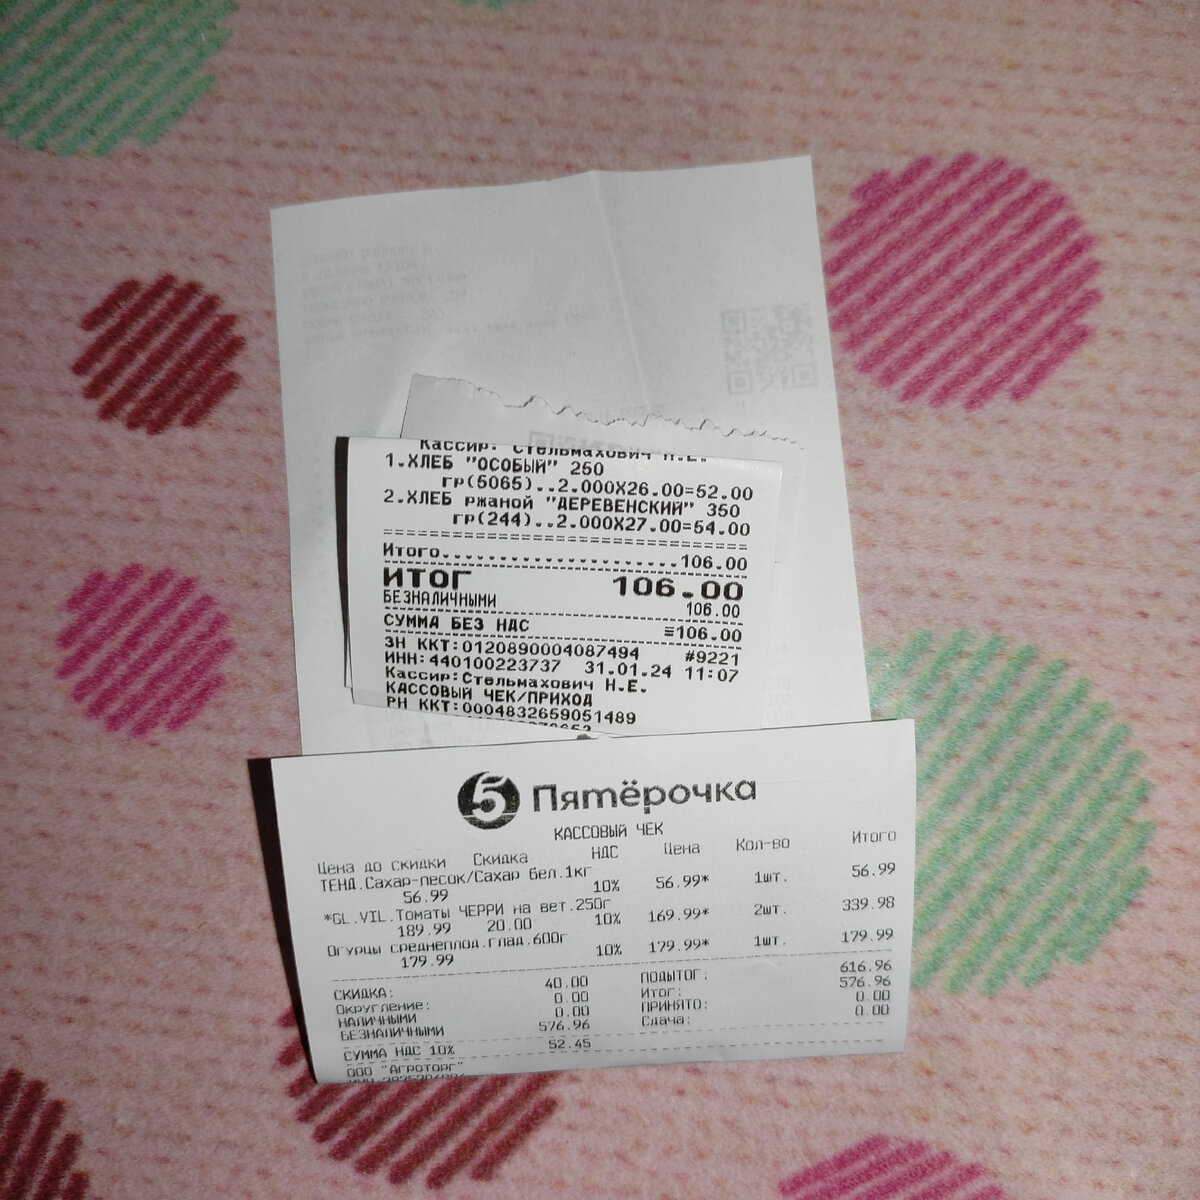 Кассир: Стельмахович Н.Е.
1.ХЛЕБ "ОСОБЫЙ" 250
гр(5065)..2.000X26.00=52.00
2.ХЛЕБ ржаной "ДЕРЕВЕНСКИЙ" 350
гр(244)..2.000X27.00=54.00
Итого......................106.00
ИТОГ 106.00
БЕЗНАЛИЧНЫМИ 106.00
СУММА БЕЗ НДС =106.00
ЗН ККТ:0120890004087494 #9221
ИНН:440100223737 31.01.24 11:07
Кассир:Стельмахович Н.Е.
КАССОВЫЙ ЧЕК/ПРИХОД
РН ККТ:0004832659051489
5 Пятёрочка
КАССОВЫЙ ЧЕК
Цена до скидки Скидка НДС Цена Кол-во Итого
ТЕНД.Сахар-песок/Сахар бел.1кг
56.99 10% 56.99* 1шт. 56.99
*GL.VIL.Томаты ЧЕРРИ на вет.250г
189.99 20.00 10% 169.99* 2шт. 339.98
Огурцы среднеплод.глад.600г
179.99 10% 179.99* 1шт. 179.99
СКИДКА: 40.00 ПОДЫТОГ: 616.96
Округление: 0.00 Итог: 576.96
НАЛИЧНЫМИ 0.00 ПРИНЯТО: 0.00
БЕЗНАЛИЧНЫМИ 576.96 Сдача: 0.00
СУММА НДС 10% 52.45
ООО "Агроторг"